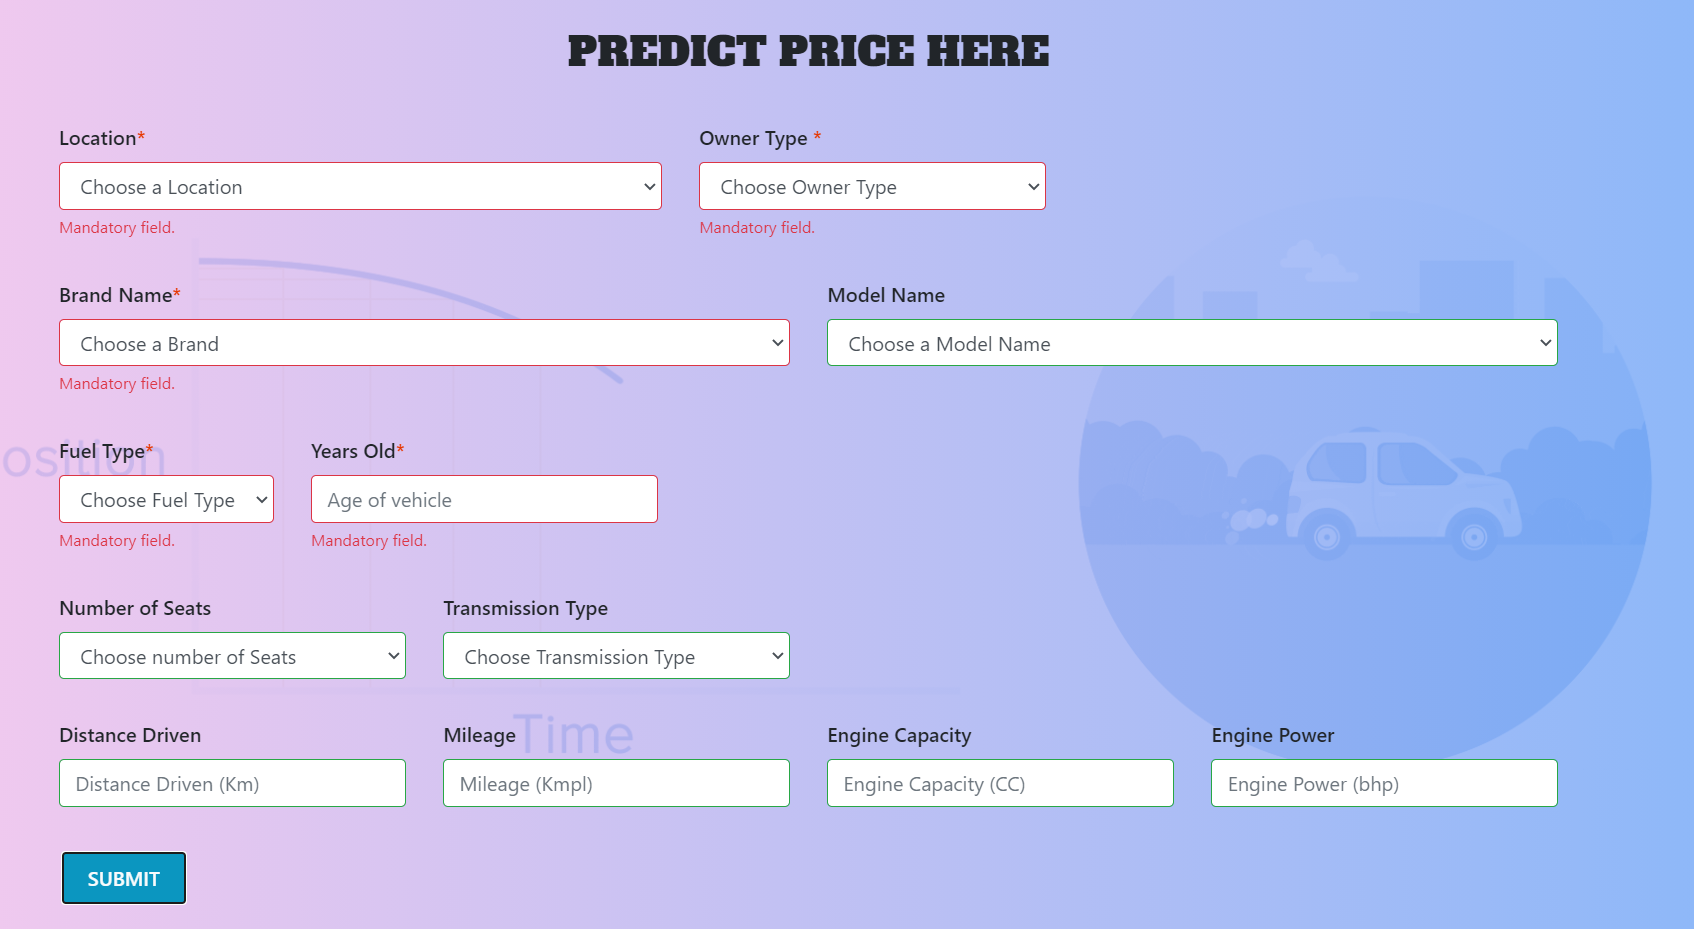 PREDICT PRICE HERE
Location* Owner Type *
Choose a Location Choose Owner Type
Mandatory field. Mandatory field.
Brand Name* Model Name
Choose a Brand Choose a Model Name
Mandatory field.
osition
Fuel Type* Years Old*
Choose Fuel Type Age of vehicle
Mandatory field. Mandatory field.
Number of Seats Transmission Type
Choose number of Seats Choose Transmission Type
Time
Distance Driven Mileage Engine Capacity Engine Power
Distance Driven (Km) Mileage (Kmpl) Engine Capacity (CC) Engine Power (bhp)
SUBMIT